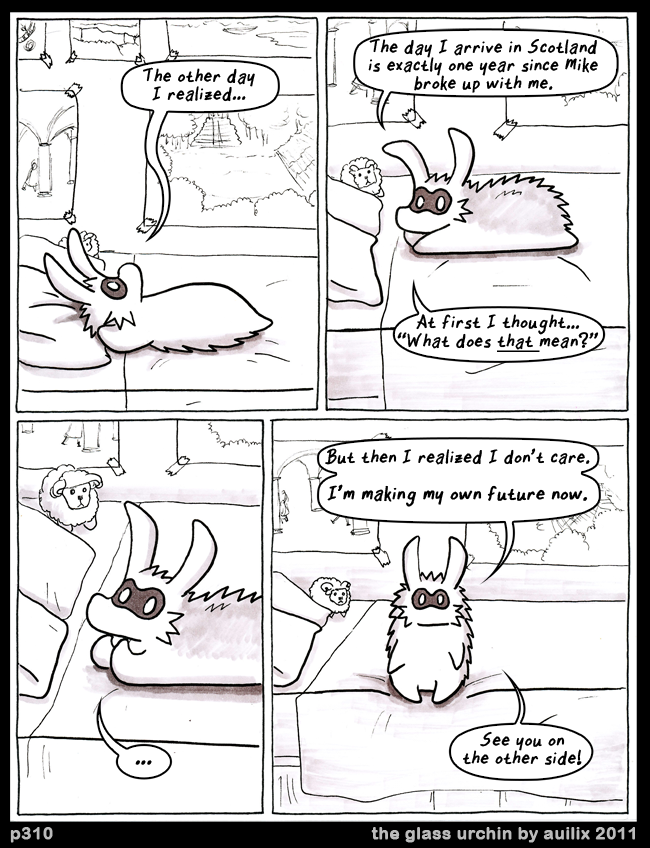 The other day
I realized...
The day I arrive in Scotland
is exactly one year since Mike
broke up with me.
At first I thought...
"What does that mean?"
...
But then I realized I don't care.
I'm making my own future now.
See you on
the other side!
p310
the glass urchin by auilix 2011